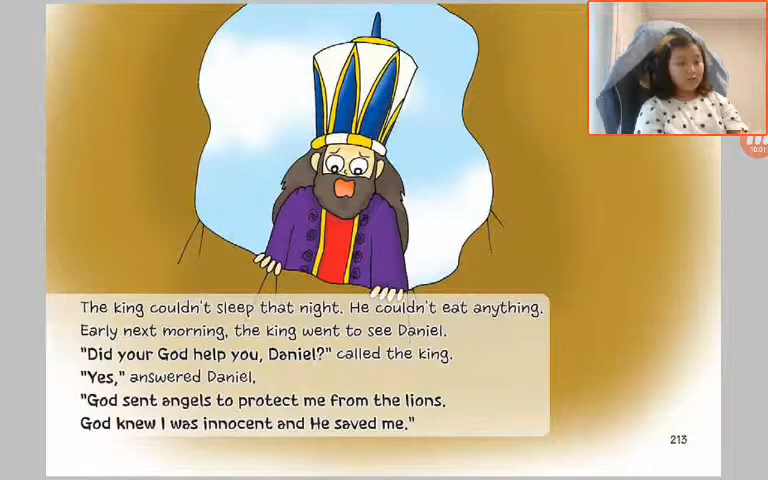 The king couldn't sleep that night. He couldn't eat anything.
Early next morning, the king went to see Daniel.
"Did your God help you, Daniel?" called the king.
"Yes," answered Daniel,
"God sent angels to protect me from the lions.
God knew I was innocent and He saved me."
213